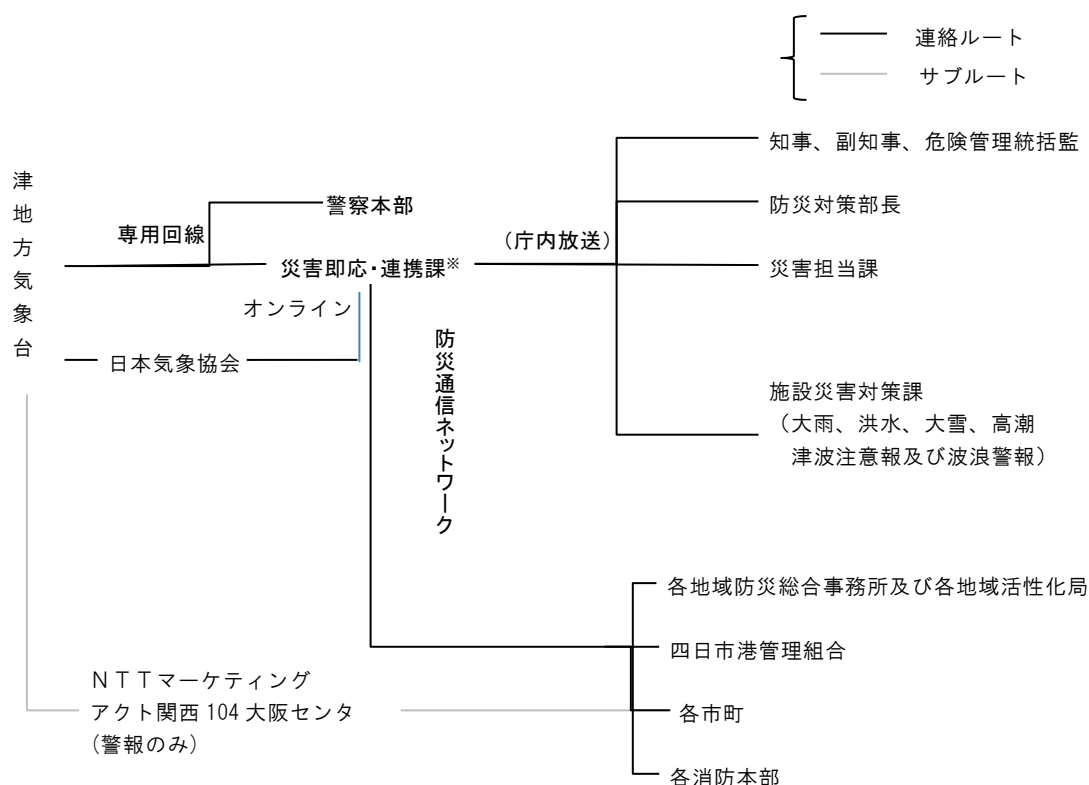 連絡ルート
サブルート
知事、副知事、危険管理統括監
津地方気象台
警察本部
防災対策部長
専用回線
(庁内放送)
災害即応・連携課※
災害担当課
オンライン
防災通信ネットワーク
日本気象協会
施設災害対策課
(大雨、洪水、大雪、高潮
津波注意報及び波浪警報)
各地域防災総合事務所及び各地域活性化局
四日市港管理組合
NTTマーケティング
アクト関西 104 大阪センタ
(警報のみ)
各市町
各消防本部